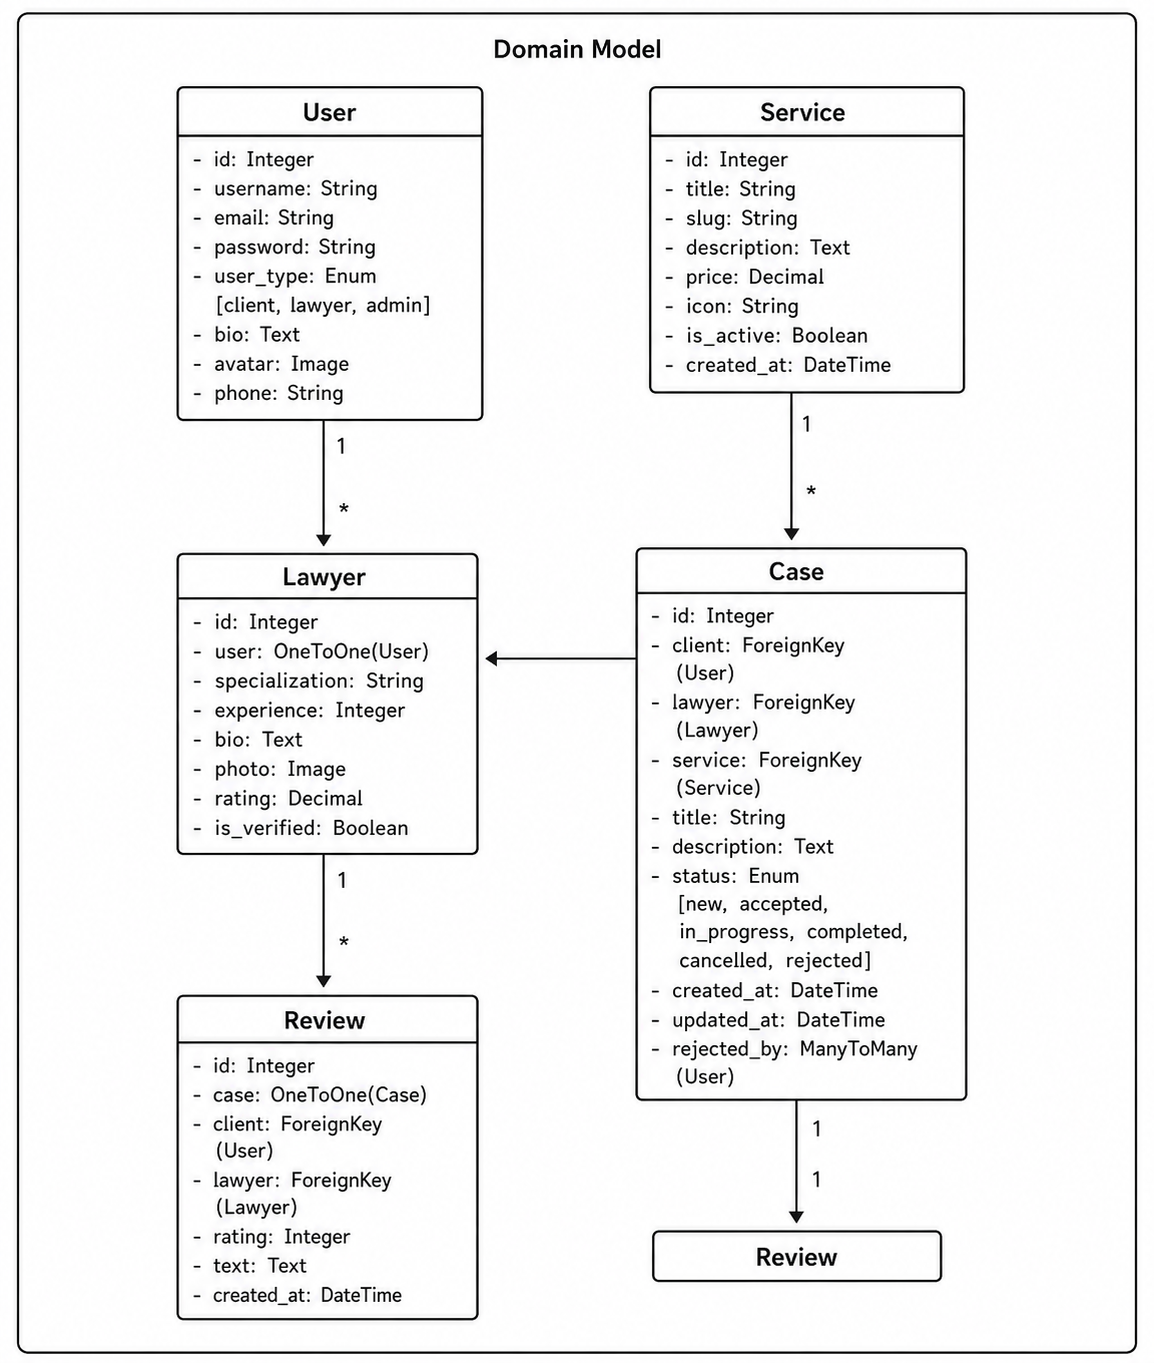 Domain Model
User
- id: Integer
- username: String
- email: String
- password: String
- user_type: Enum
[client, lawyer, admin]
- bio: Text
- avatar: Image
- phone: String
1
*
Service
- id: Integer
- title: String
- slug: String
- description: Text
- price: Decimal
- icon: String
- is_active: Boolean
- created_at: DateTime
1
*
Lawyer
- id: Integer
- user: OneToOne(User)
- specialization: String
- experience: Integer
- bio: Text
- photo: Image
- rating: Decimal
- is_verified: Boolean
1
*
Case
- id: Integer
- client: ForeignKey
(User)
- lawyer: ForeignKey
(Lawyer)
- service: ForeignKey
(Service)
- title: String
- description: Text
- status: Enum
[new, accepted,
in_progress, completed,
cancelled, rejected]
- created_at: DateTime
- updated_at: DateTime
- rejected_by: ManyToMany
(User)
1
1
Review
- id: Integer
- case: OneToOne(Case)
- client: ForeignKey
(User)
- lawyer: ForeignKey
(Lawyer)
- rating: Integer
- text: Text
- created_at: DateTime
Review